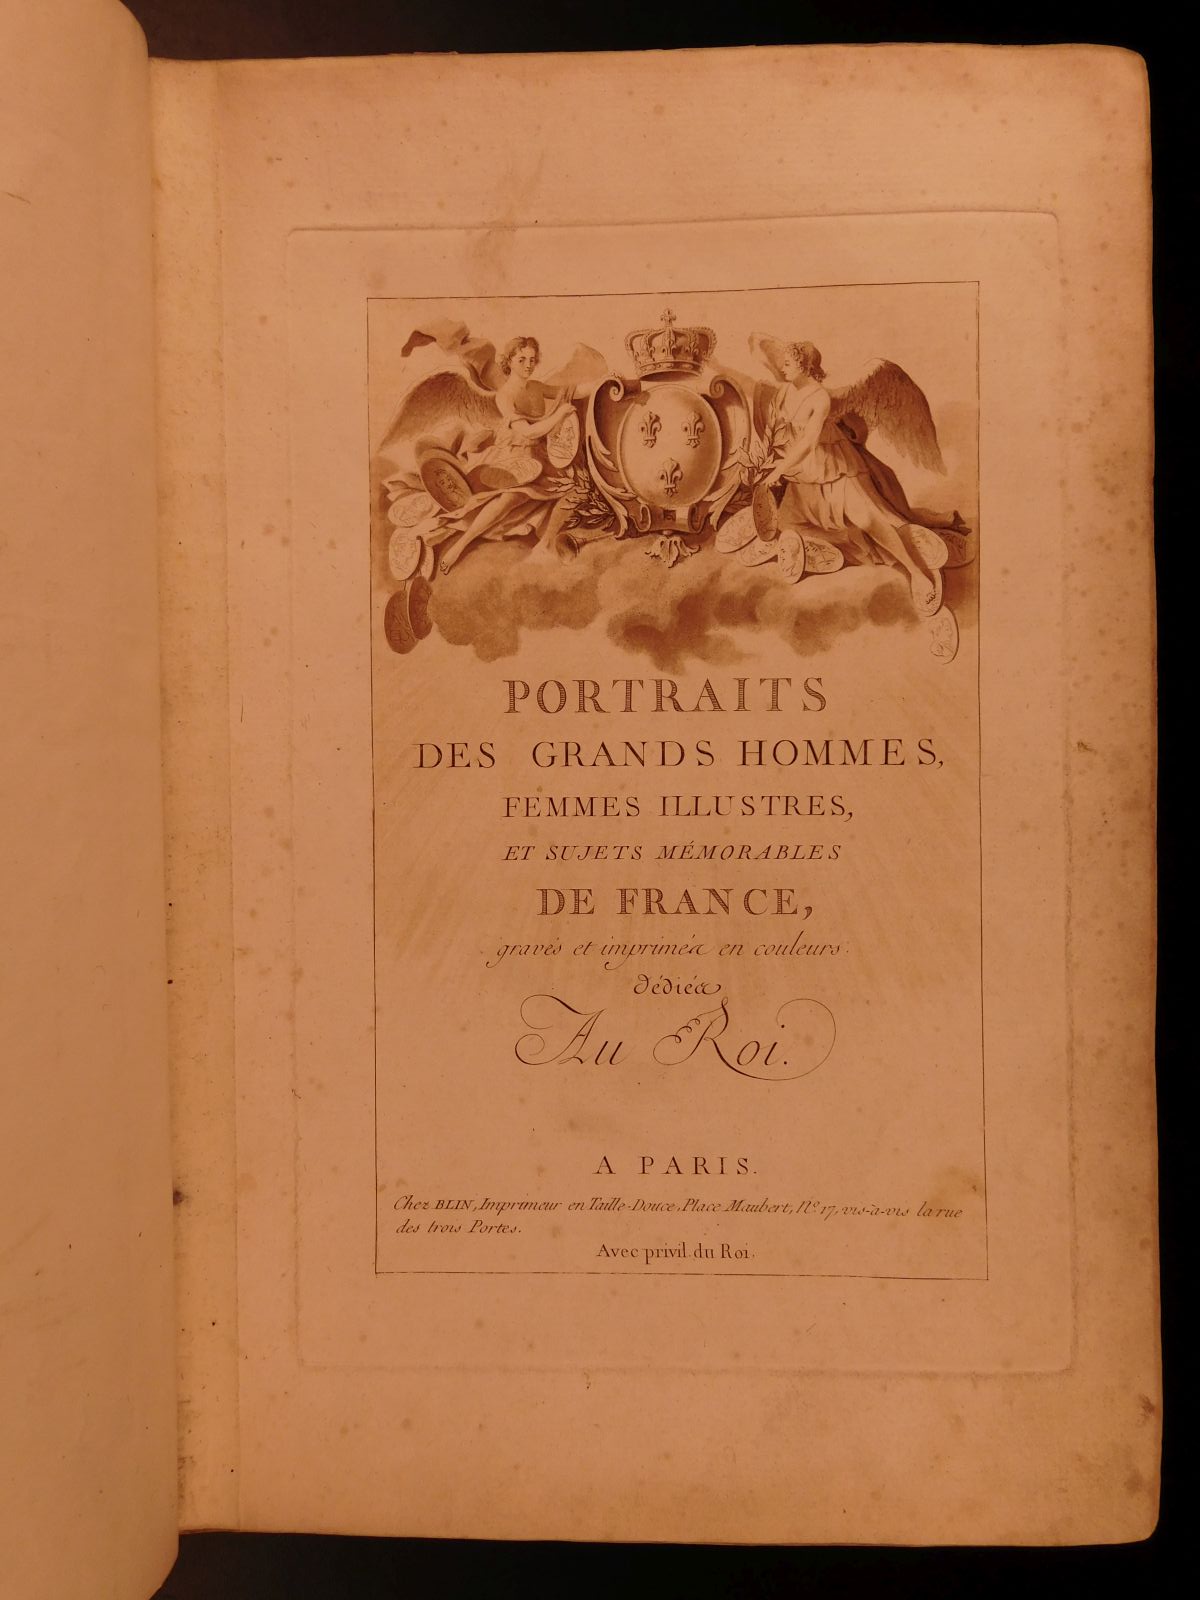 PORTRAITS
DES GRANDS HOMMES,
FEMMES ILLUSTRES,
ET SUJETS MÉMORABLES
DE FRANCE,
gravés et imprimés en couleurs.
dédiés
Au Roi.
A PARIS.
Chez BLIN, Imprimeur en Taille-Douce, Place Maubert, No. 17, vis-à-vis la rue
des trois Portes.
Avec privil. du Roi.